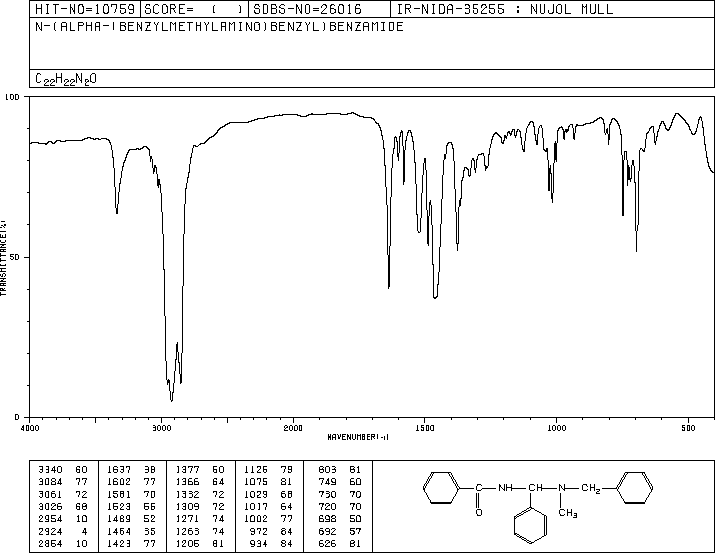 HIT-NO=10759 SCORE= ( ) SDBS-NO=26016 IR-NIDA-35255 : NUJOL MULL
N-(ALPHA-(BENZYLMETHYLAMINO)BENZYL)BENZAMIDE
C22H22N2O
100
50
0
TRANSMITTANCE(%)
4000 3000 2000 1500 1000 500
WAVENUMBER(-1)
3340 60 1637 38 1377 50 1126 79 803 81
3084 77 1602 77 1366 64 1075 81 749 60
3061 72 1581 70 1332 72 1029 68 730 70
3026 68 1523 55 1309 72 1017 64 720 70
2954 10 1489 52 1271 74 1002 77 698 50
2924 4 1464 35 1263 74 972 84 692 57
2854 10 1423 77 1206 81 934 84 626 81
C NH CH N CH2
O CH3